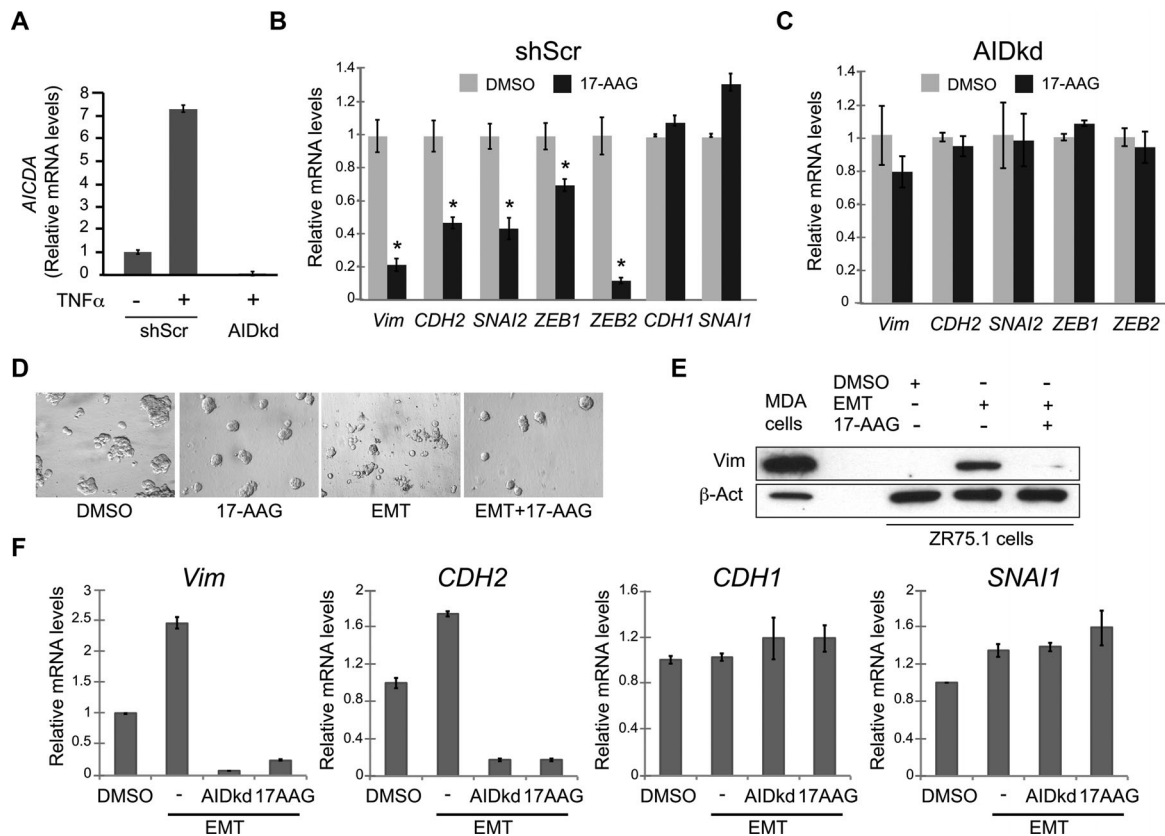 A
AICDA
(Relative mRNA levels)
8
7
6
5
4
3
2
1
0
TNFα - + +
shScr AIDkd
B
shScr
DMSO 17-AAG
Relative mRNA levels
1.4
1.2
1
0.8
0.6
0.4
0.2
0
* * * * *
Vim CDH2 SNAI2 ZEB1 ZEB2 CDH1 SNAI1
C
AIDkd
DMSO 17-AAG
Relative mRNA levels
1.4
1.2
1
0.8
0.6
0.4
0.2
0
Vim CDH2 SNAI2 ZEB1 ZEB2
D
DMSO 17-AAG EMT EMT+17-AAG
E
MDA
cells
DMSO + - -
EMT - + +
17-AAG - - +
Vim
β-Act
ZR75.1 cells
F
Vim
Relative mRNA levels
3
2.5
2
1.5
1
0.5
0
DMSO - AIDkd 17AAG
EMT
CDH2
Relative mRNA levels
2
1.6
1.2
0.8
0.4
0
DMSO - AIDkd 17AAG
EMT
CDH1
Relative mRNA levels
1.6
1.2
0.8
0.4
0
DMSO - AIDkd 17AAG
EMT
SNAI1
Relative mRNA levels
2
1.6
1.2
0.8
0.4
0
DMSO - AIDkd 17AAG
EMT